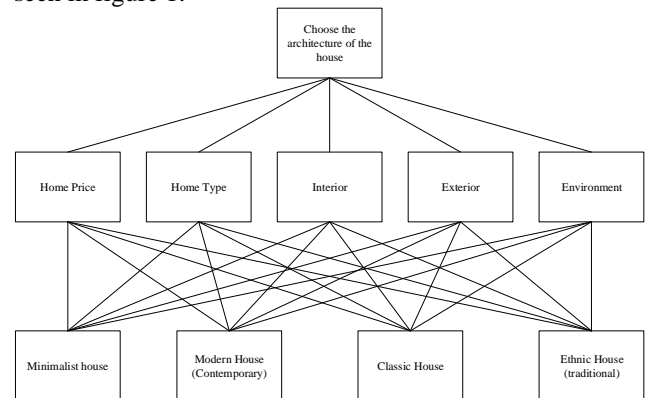 seen in figure 1.
Choose the
architecture of the
house
Home Price
Home Type
Interior
Exterior
Environment
Minimalist house
Modern House
(Contemporary)
Classic House
Ethnic House
(traditional)